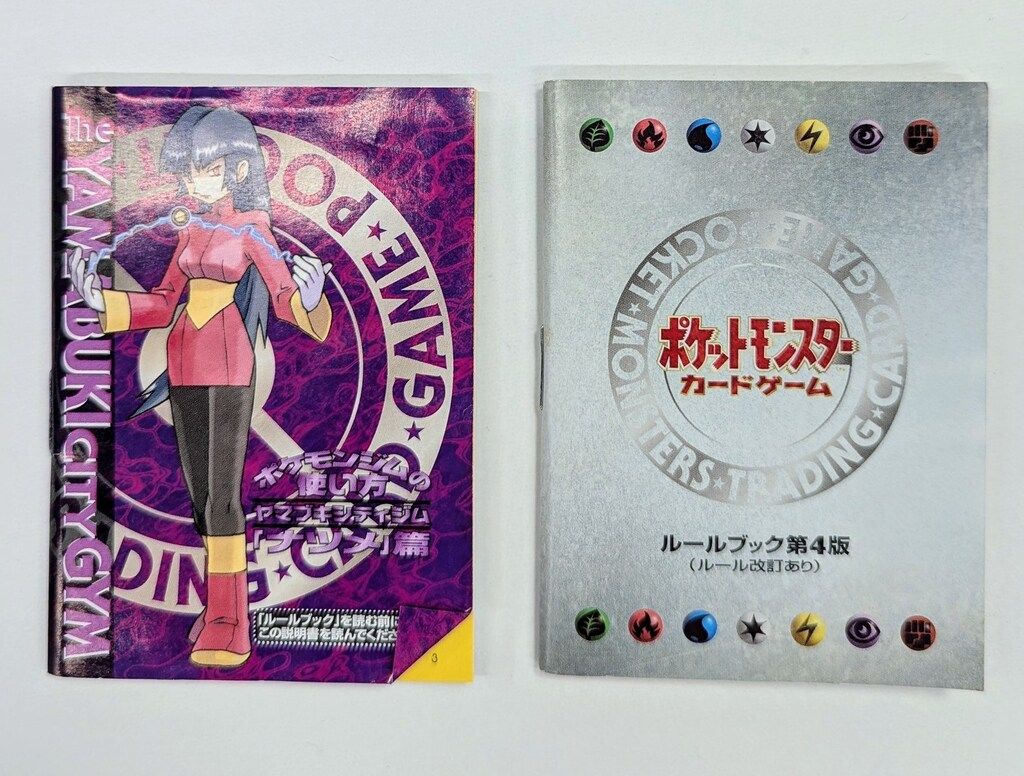 The YAMABUKI CITY GYM
POCKET MONSTERS TRADING★CARD★GAME
ポケモンジムの
使い方
ヤマブキシティジム
「ナツメ」篇
「ルールブック」を読む前に
この説明書を読んでくださ
3
POCKET★MONSTERS★TRADING★CARD★GAME
ポケットモンスター
カードゲーム
ルールブック第4版
(ルール改訂あり)